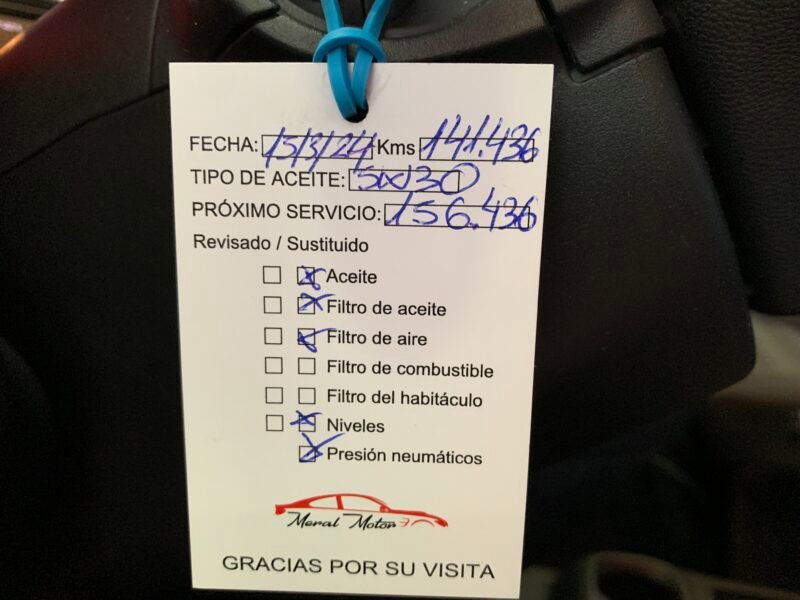 FECHA: 15/3/24 Kms 141.436
TIPO DE ACEITE: 5W30
PRÓXIMO SERVICIO: 156.436
Revisado / Sustituido
Aceite
Filtro de aceite
Filtro de aire
Filtro de combustible
Filtro del habitáculo
Niveles
Presión neumáticos
Meral Motor
GRACIAS POR SU VISITA